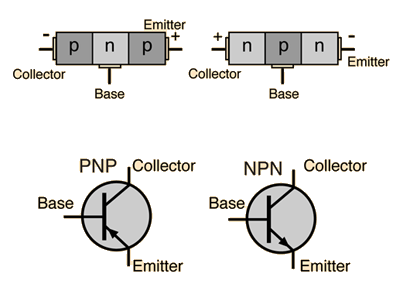 Emitter
- p n p +
Collector
Base
+ n p n -
Emitter
Collector
Base
PNP
Collector
Base
Emitter
NPN
Collector
Base
Emitter